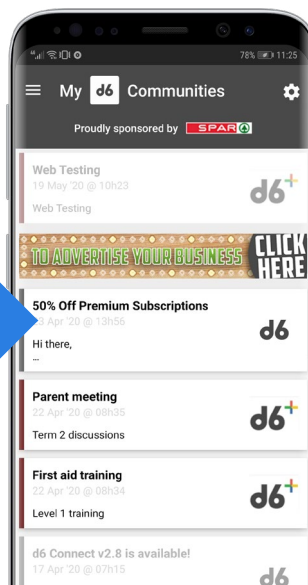 78% 11:25
My d6 Communities
Proudly sponsored by SPAR
Web Testing
19 May '20 @ 10h23
Web Testing
d6+
TO ADVERTISE YOUR BUSINESS CLICK HERE
50% Off Premium Subscriptions
3 Apr '20 @ 13h56
Hi there,
...
d6
Parent meeting
22 Apr '20 @ 08h35
Term 2 discussions
d6+
First aid training
22 Apr '20 @ 08h34
Level 1 training
d6+
d6 Connect v2.8 is available!
17 Apr '20 @ 07h15
d6